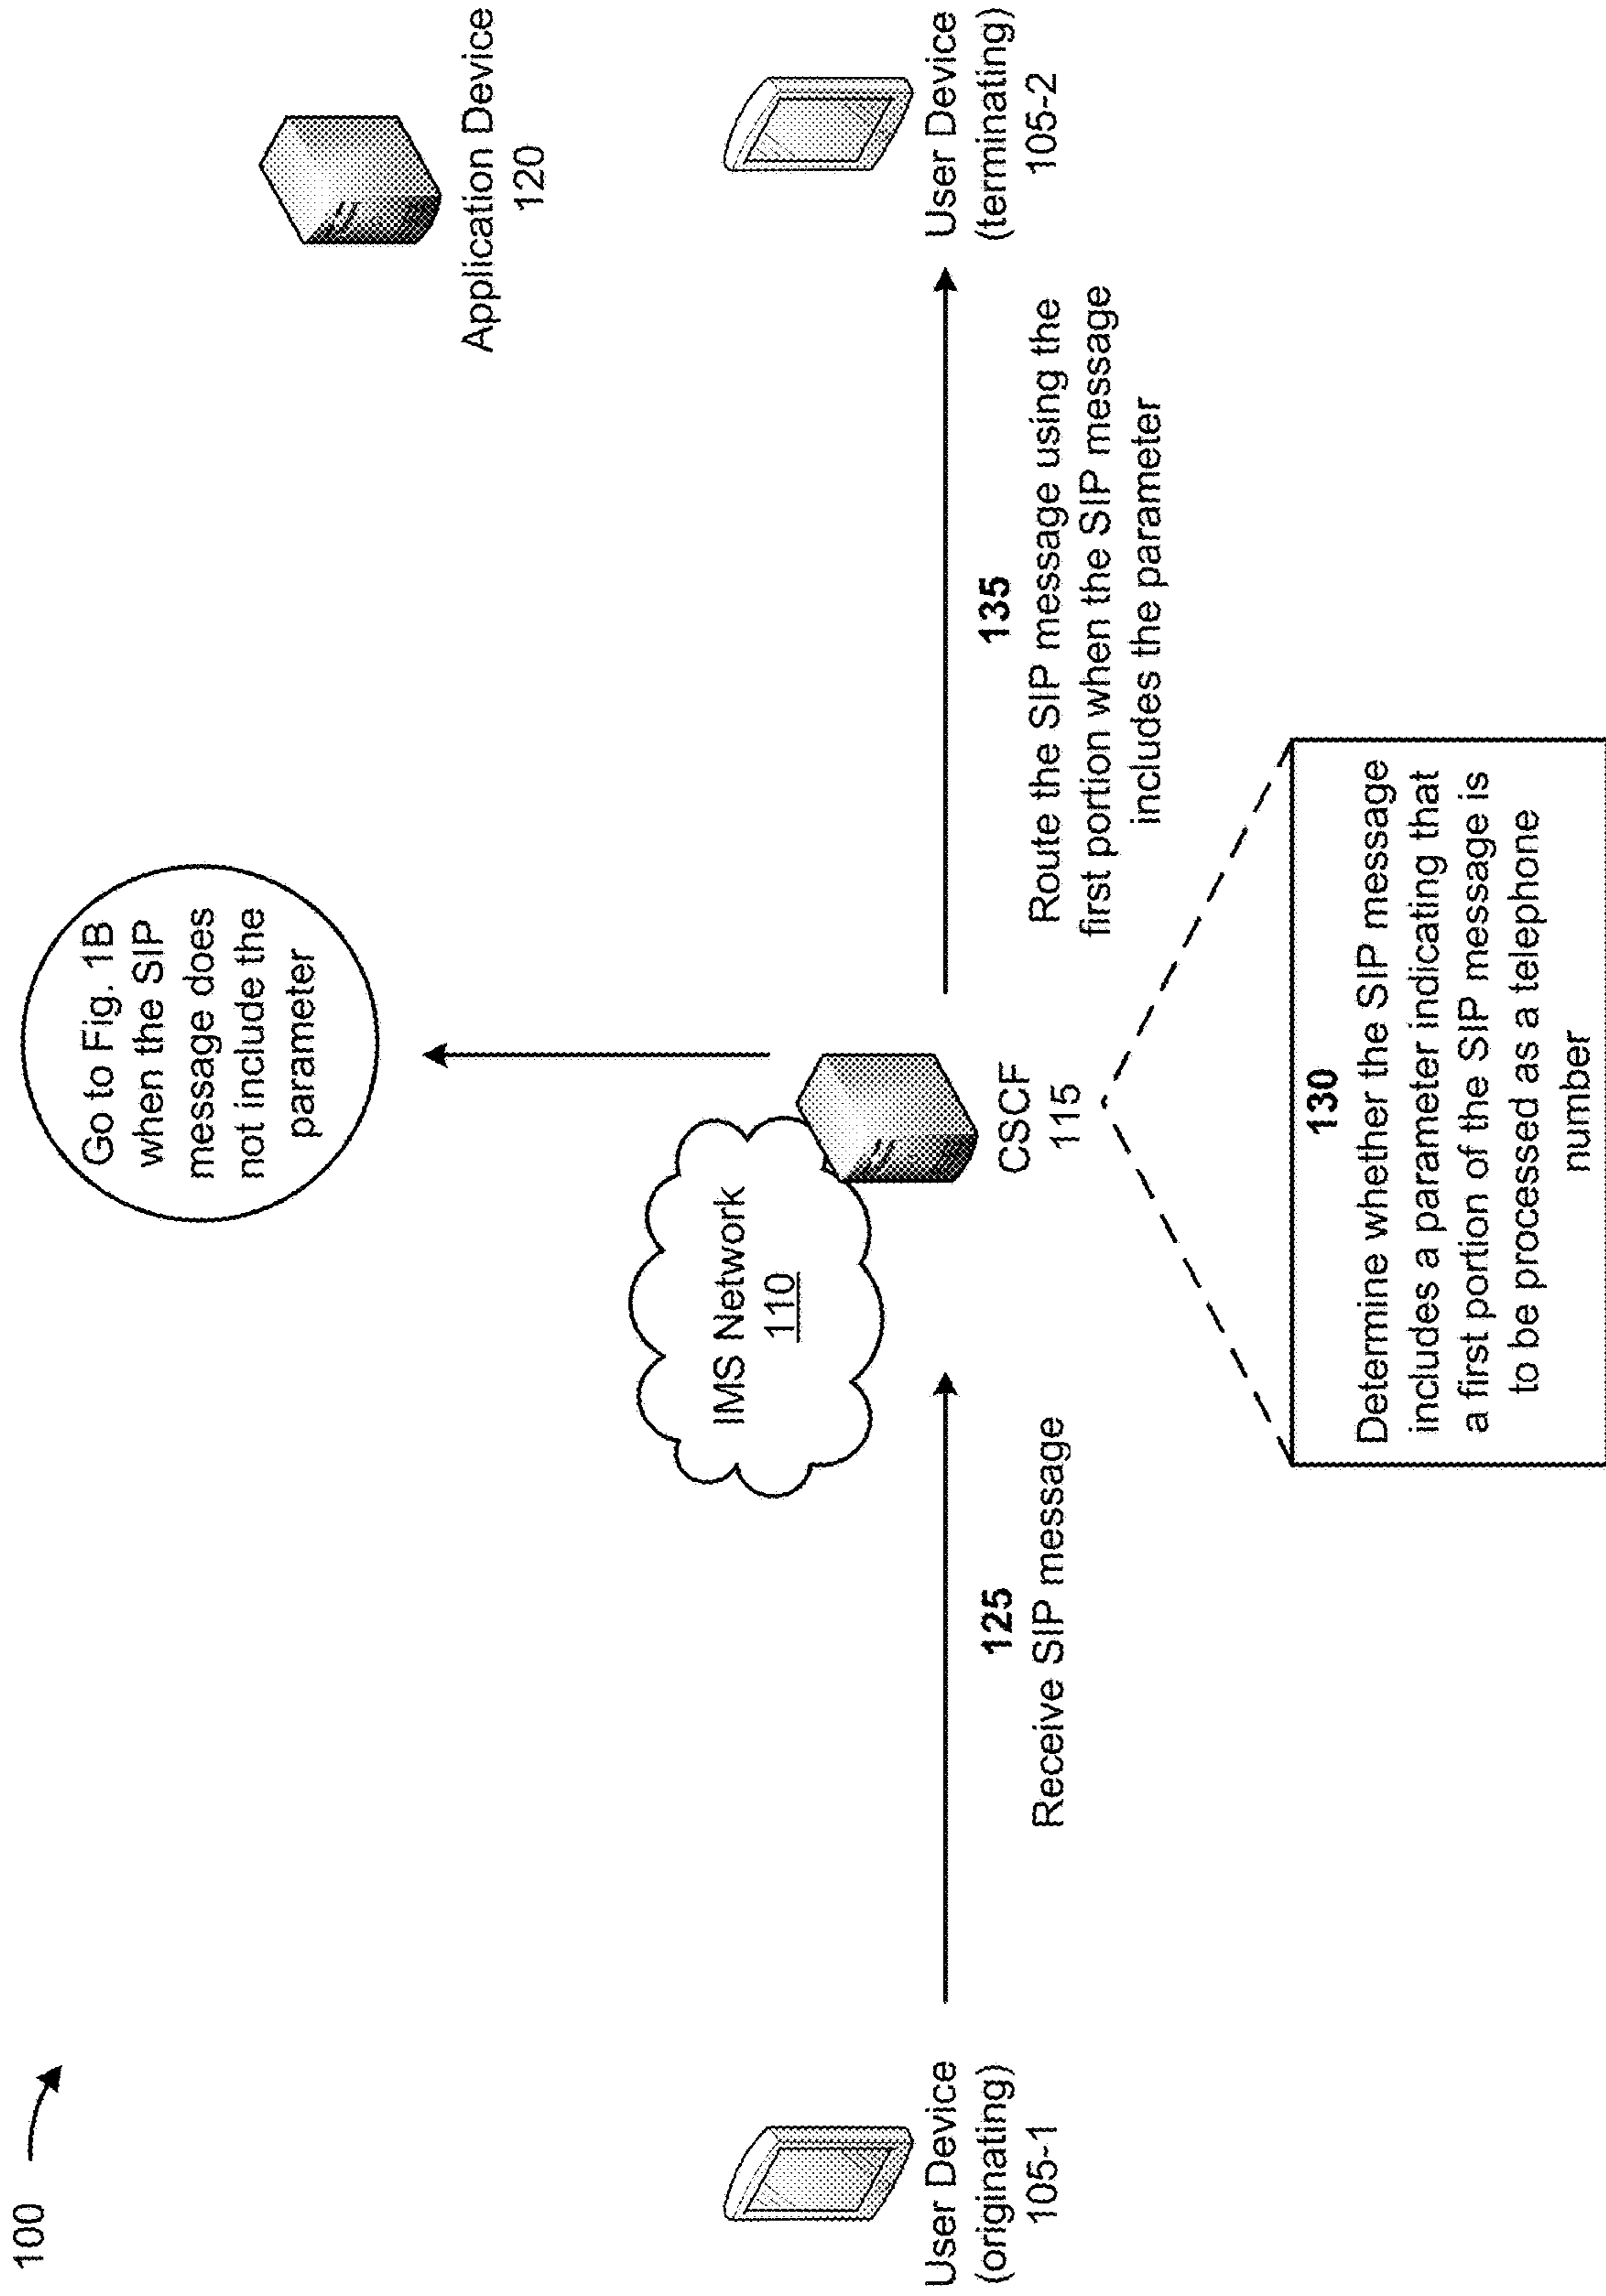 100
Go to Fig. 1B
when the SIP
message does
not include the
parameter
Application Device
120
IMS Network
110
CSCF
115
User Device
(originating)
105-1
125
Receive SIP message
135
Route the SIP message using the
first portion when the SIP message
includes the parameter
User Device
(terminating)
105-2
130
Determine whether the SIP message
includes a parameter indicating that
a first portion of the SIP message is
to be processed as a telephone
number